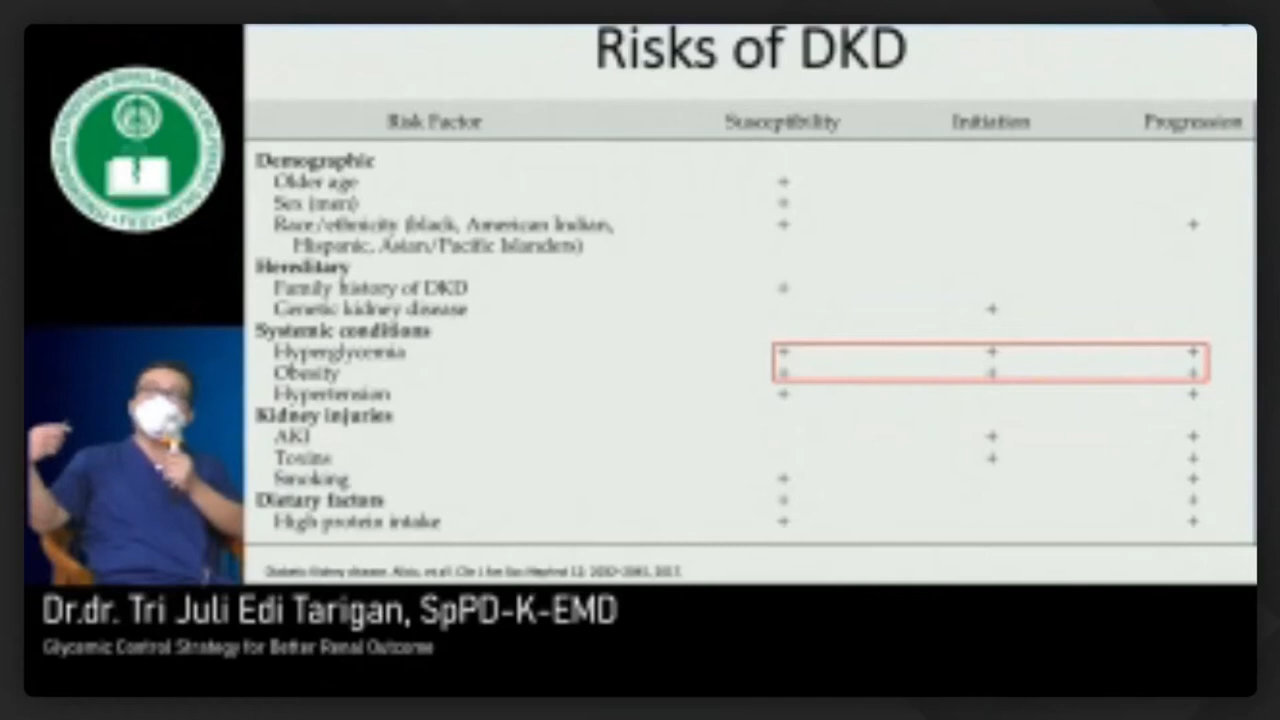 Risks of DKD
Risk Factor Susceptibility Initiation Progression
Demographic
Older age +
Sex (men) +
Race/ethnicity (black, American Indian, + +
Hispanic, Asian/Pacific Islanders)
Hereditary
Family history of DKD +
Genetic kidney disease +
Systemic conditions
Hyperglycemia + + +
Obesity + + +
Hypertension + +
Kidney injuries
AKI + +
Toxins + +
Smoking + +
Dietary factors + +
High protein intake + +
Diabetic Kidney disease.
Dr.dr. Tri Juli Edi Tarigan, SpPD-K-EMD
Glycemic Control Strategy for Better Renal Outcome